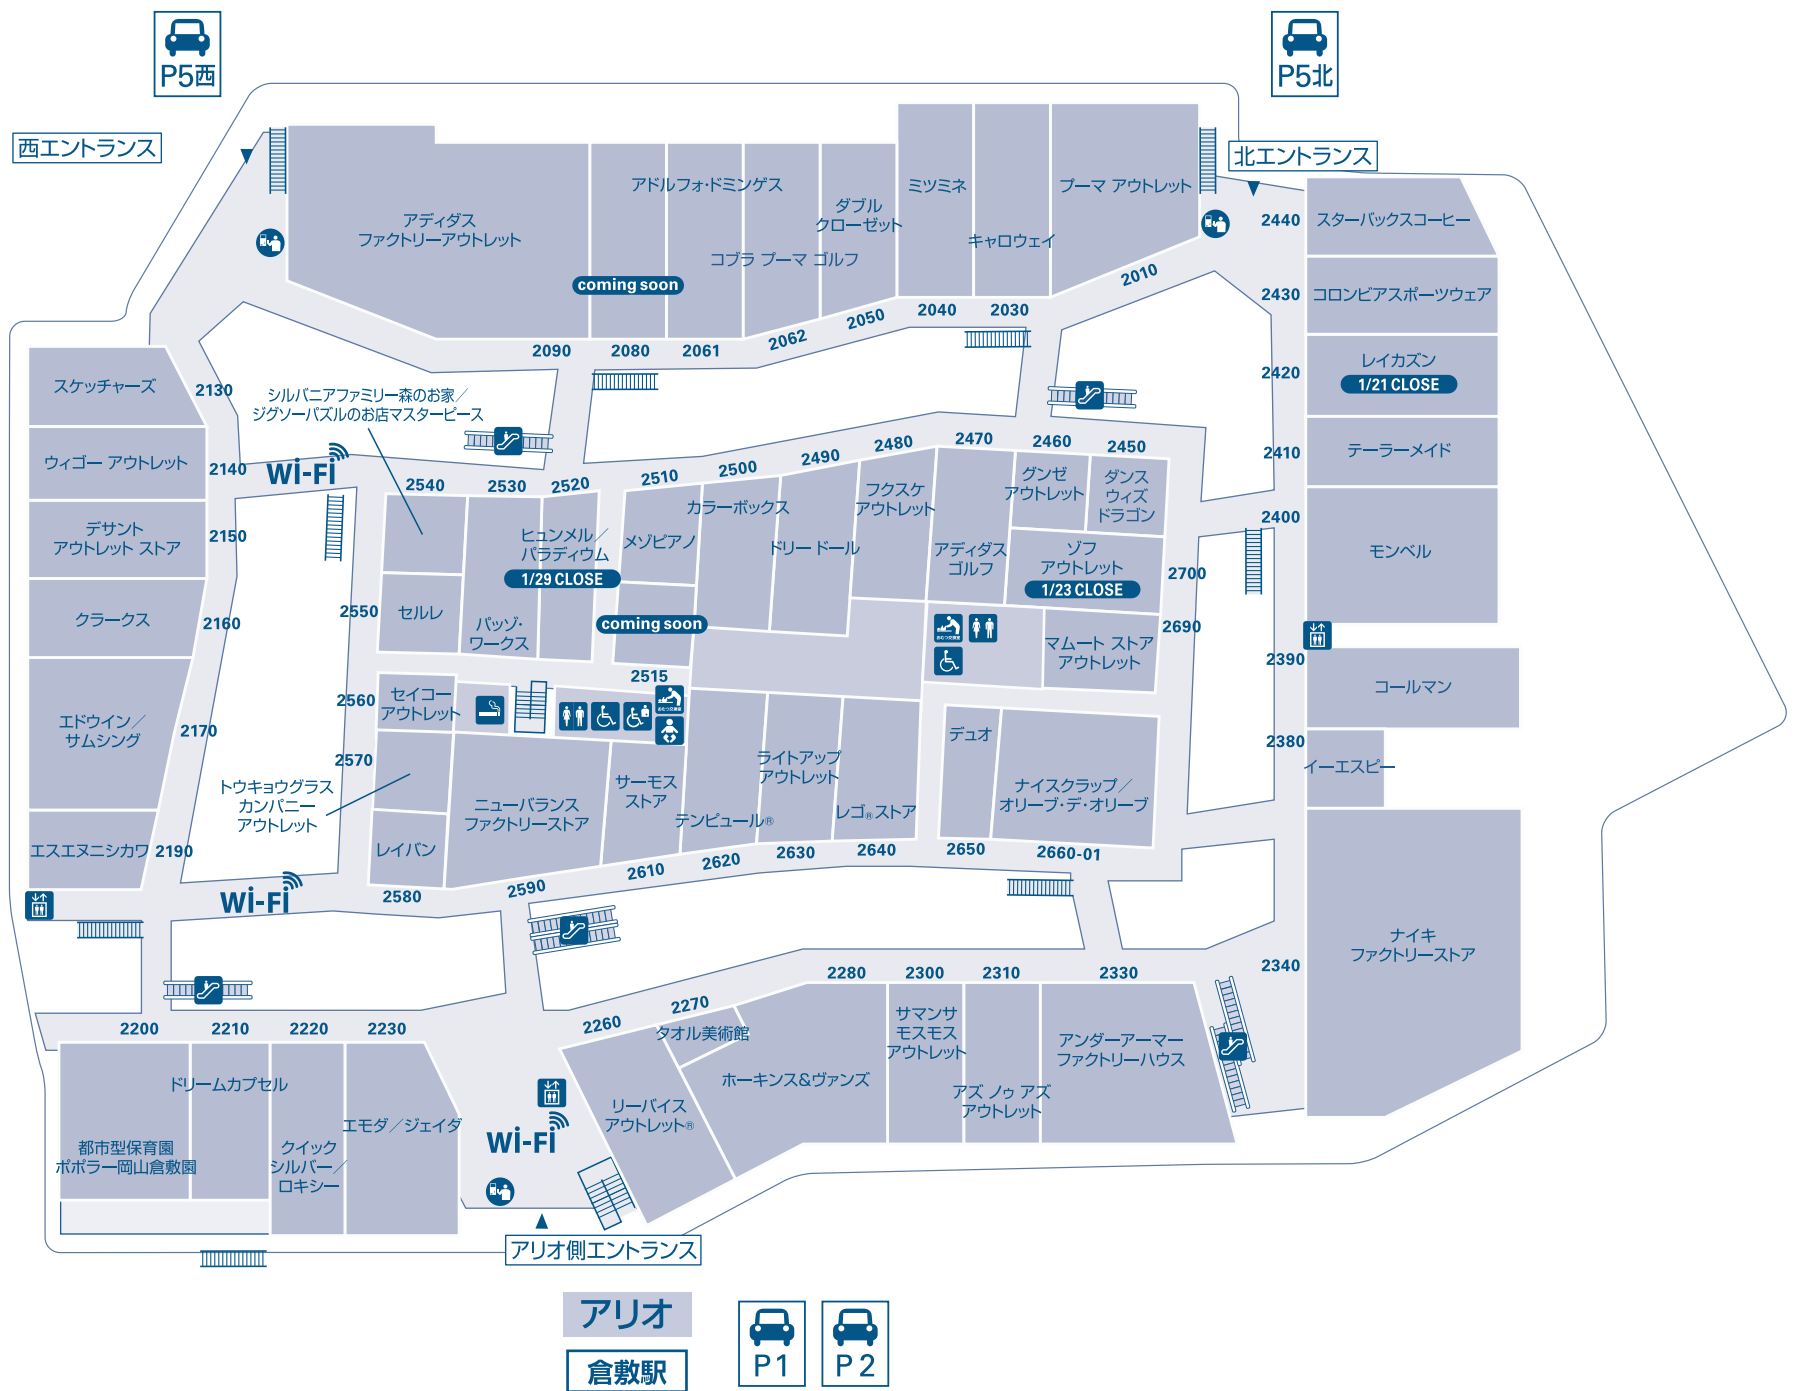 P5西
P5北
西エントランス
北エントランス
アディダス
ファクトリーアウトレット
アドルフォ・ドミンゲス
coming soon
コブラ プーマ ゴルフ
ダブル
クローゼット
ミツミネ
キャロウェイ
プーマ アウトレット
2090
2080
2061
2062
2050
2040
2030
2010
2440
スターバックスコーヒー
2430
コロンビアスポーツウェア
2420
レイカズン
1/21 CLOSE
2410
テーラーメイド
2400
モンベル
2390
コールマン
2380
イーエスピー
2340
ナイキ
ファクトリーストア
スケッチャーズ
2130
ウィゴー アウトレット
2140
デサント
アウトレット ストア
2150
クラークス
2160
エドウイン／
サムシング
2170
エスエヌニシカワ
2190
シルバニアファミリー森のお家／
ジグソーパズルのお店マスターピース
Wi-Fi
2540
2530
2520
2510
2500
2490
2480
2470
2460
2450
ヒュンメル／
パラディウム
1/29 CLOSE
メゾピアノ
カラーボックス
ドリードール
フクスケ
アウトレット
アディダス
ゴルフ
グンゼ
アウトレット
ダンス
ウィズ
ドラゴン
ゾフ
アウトレット
1/23 CLOSE
2700
2550
セルレ
パッゾ・
ワークス
coming soon
2515
おむつ交換室
マムート ストア
アウトレット
2690
2560
セイコー
アウトレット
おむつ交換室
2570
トウキョウグラス
カンパニー
アウトレット
レイバン
ニューバランス
ファクトリーストア
サーモス
ストア
テンピュール®
ライトアップ
アウトレット
レゴ®ストア
デュオ
ナイスクラップ／
オリーブ・デ・オリーブ
2580
2590
2610
2620
2630
2640
2650
2660-01
Wi-Fi
2200
2210
2220
2230
ドリームカプセル
都市型保育園
ポポラー岡山倉敷園
クイック
シルバー／
ロキシー
エモダ／ジェイダ
2260
2270
2280
2300
2310
2330
タオル美術館
リーバイス
アウトレット®
ホーキンス&ヴァンズ
サマンサ
モスモス
アウトレット
アズ ノゥ アズ
アウトレット
アンダーアーマー
ファクトリーハウス
Wi-Fi
アリオ側エントランス
アリオ
倉敷駅
P1
P2